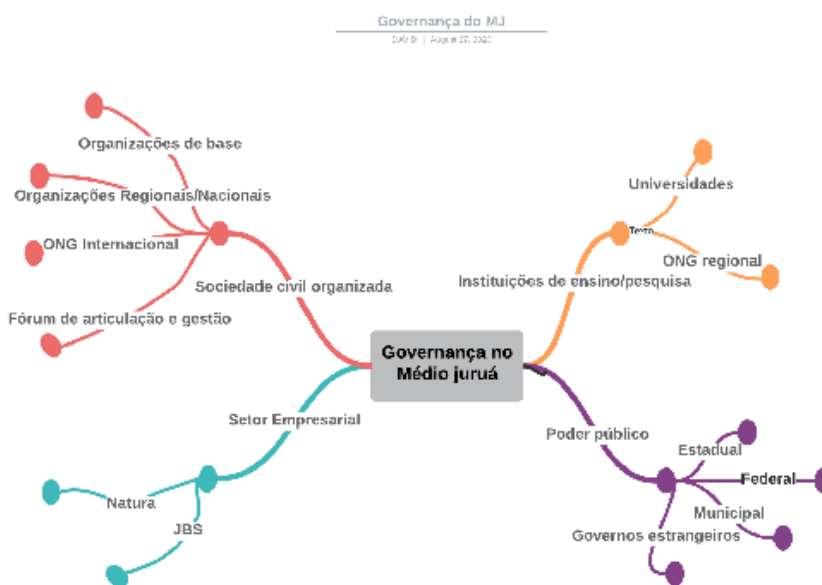 Governança do MJ
Organizações de base
Organizações Regionais/Nacionais
ONG Internacional
Sociedade civil organizada
Fórum de articulação e gestão
Universidades
Texto
ONG regional
Instituições de ensino/pesquisa
Governança no
Médio juruá
Setor Empresarial
Natura
JBS
Poder público
Estadual
Federal
Municipal
Governos estrangeiros